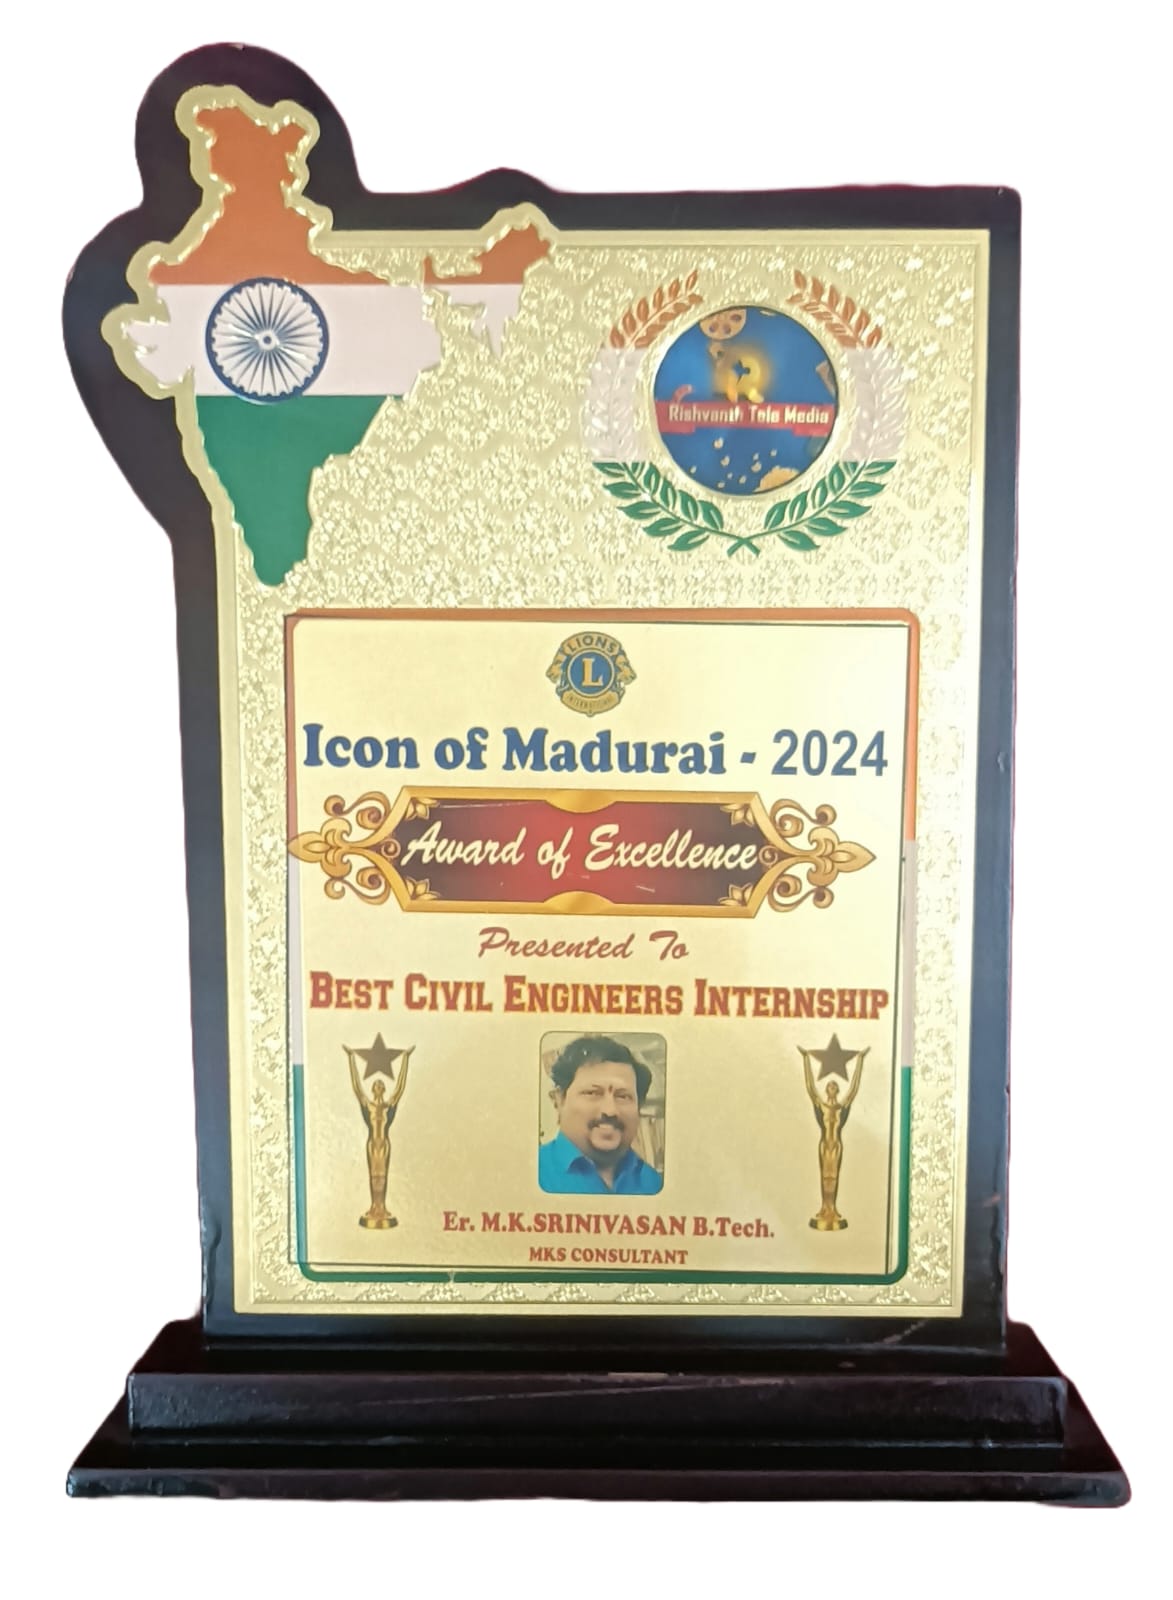 Rishvanth Tele Media
LIONS
L
INTERNATIONAL
Icon of Madurai - 2024
Award of Excellence
Presented To
BEST CIVIL ENGINEERS INTERNSHIP
Er. M.K.SRINIVASAN B.Tech.
MKS CONSULTANT